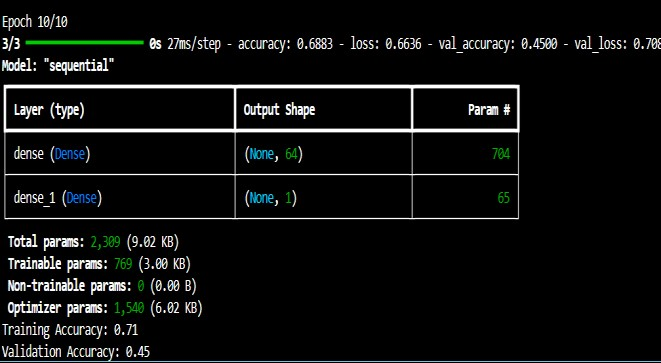 Epoch 10/10
3/3 0s 27ms/step - accuracy: 0.6883 - loss: 0.6636 - val_accuracy: 0.4500 - val_loss: 0.708
Model: "sequential"
Layer (type) Output Shape Param #
dense (Dense) (None, 64) 704
dense_1 (Dense) (None, 1) 65
Total params: 2,309 (9.02 KB)
Trainable params: 769 (3.00 KB)
Non-trainable params: 0 (0.00 B)
Optimizer params: 1,540 (6.02 KB)
Training Accuracy: 0.71
Validation Accuracy: 0.45